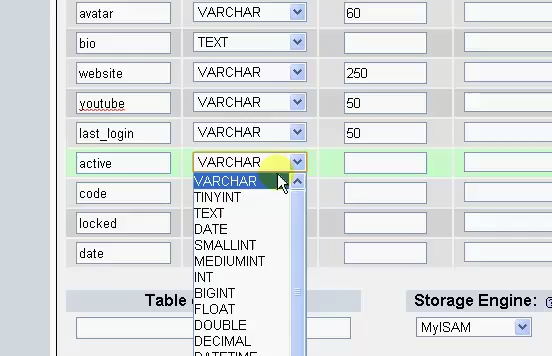 avatar VARCHAR 60
bio TEXT
website VARCHAR 250
youtube VARCHAR 50
last_login VARCHAR 50
active VARCHAR
VARCHAR
code TINYINT
TEXT
locked DATE
SMALLINT
date MEDIUMINT
INT
BIGINT
Table Storage Engine:
FLOAT
DOUBLE MyISAM
DECIMAL
DATETIME